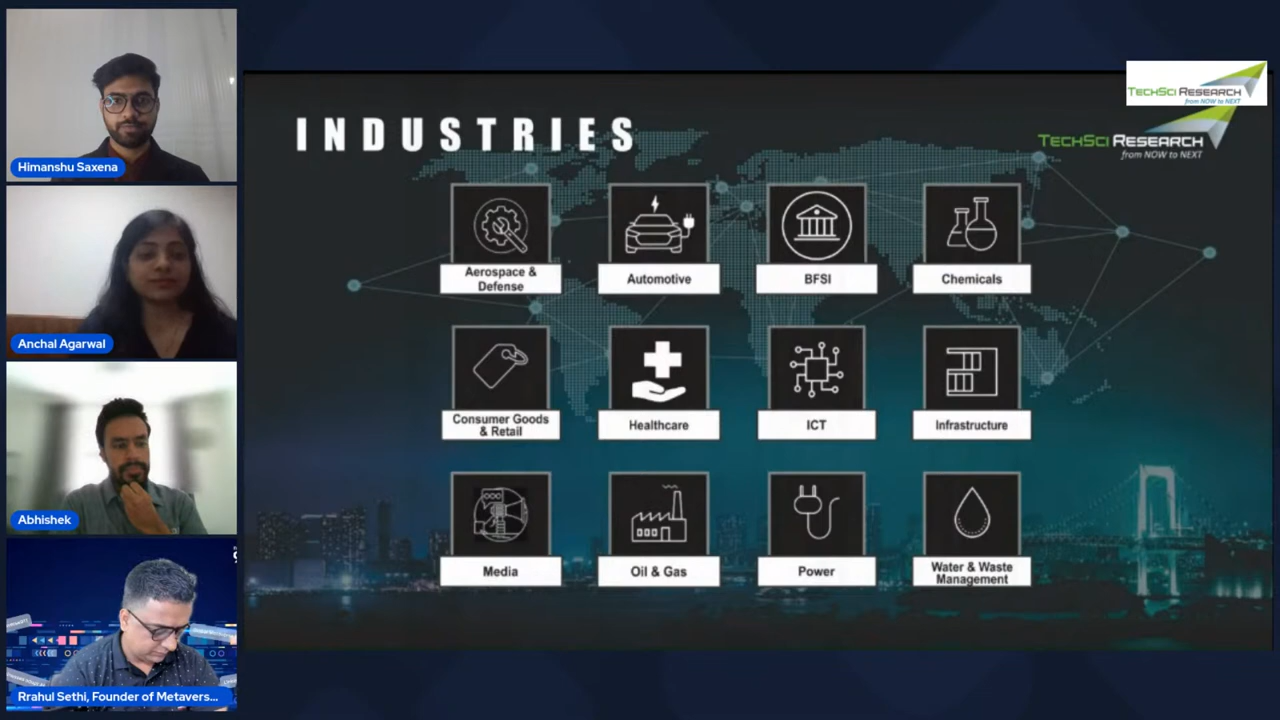 Himanshu Saxena
Anchal Agarwal
Abhishek
Rrahul Sethi, Founder of Metavers...
TECHSCI RESEARCH
from NOW to NEXT
INDUSTRIES
TECHSCI RESEARCH
from NOW to NEXT
Aerospace &
Defense
Automotive
BFSI
Chemicals
Consumer Goods
& Retail
Healthcare
ICT
Infrastructure
Media
Oil & Gas
Power
Water & Waste
Management